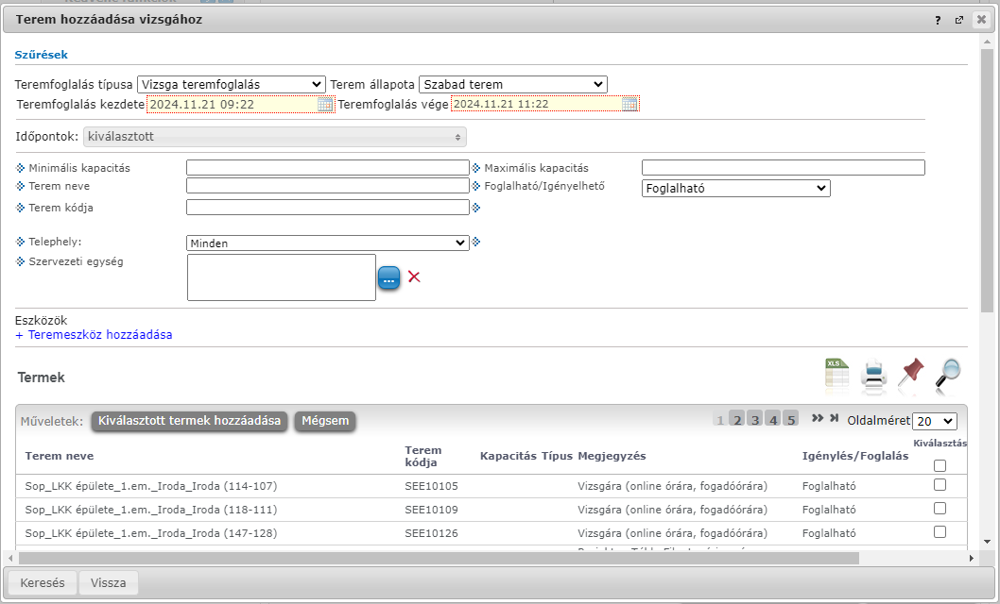 Terem hozzáadása vizsgához
?
Szűrések
Teremfoglalás típusa Vizsga teremfoglalás Terem állapota Szabad terem
Teremfoglalás kezdete 2024.11.21 09:22 Teremfoglalás vége 2024.11.21 11:22
Időpontok: kiválasztott
Minimális kapacitás Maximális kapacitás
Terem neve Foglalható/Igényelhető Foglalható
Terem kódja
Telephely: Minden
Szervezeti egység ...
Eszközök
+ Teremeszköz hozzáadása
Termek XLS
Műveletek: Kiválasztott termek hozzáadása Mégsem 1 2 3 4 5 Oldalméret 20
Terem neve Terem kódja Kapacitás Típus Megjegyzés Igénylés/Foglalás Kiválasztás
Sop_LKK épülete_1.em._Iroda_Iroda (114-107) SEE10105 Vizsgára (online órára, fogadóórára) Foglalható
Sop_LKK épülete_1.em._Iroda_Iroda (118-111) SEE10109 Vizsgára (online órára, fogadóórára) Foglalható
Sop_LKK épülete_1.em._Iroda_Iroda (147-128) SEE10126 Vizsgára (online órára, fogadóórára) Foglalható
Keresés Vissza